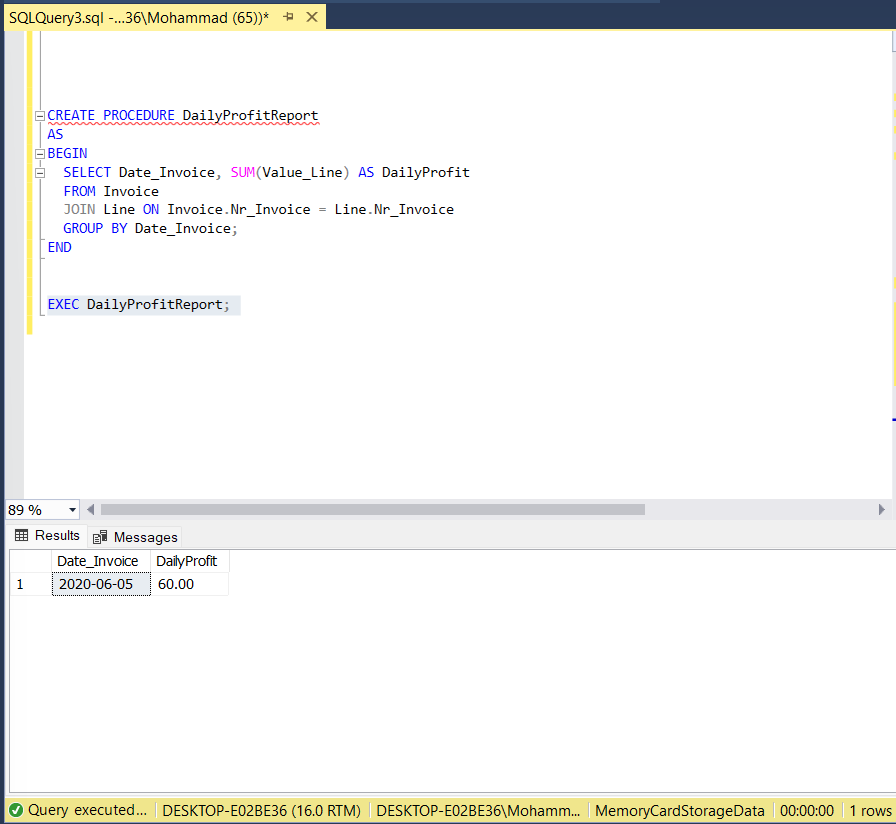 SQLQuery3.sql -...36\Mohammad (65))*
CREATE PROCEDURE DailyProfitReport
AS
BEGIN
SELECT Date_Invoice, SUM(Value_Line) AS DailyProfit
FROM Invoice
JOIN Line ON Invoice.Nr_Invoice = Line.Nr_Invoice
GROUP BY Date_Invoice;
END
EXEC DailyProfitReport;
89 %
Results Messages
Date_Invoice DailyProfit
1 2020-06-05 60.00
Query executed... DESKTOP-E02BE36 (16.0 RTM) DESKTOP-E02BE36\Mohamm... MemoryCardStorageData 00:00:00 1 rows